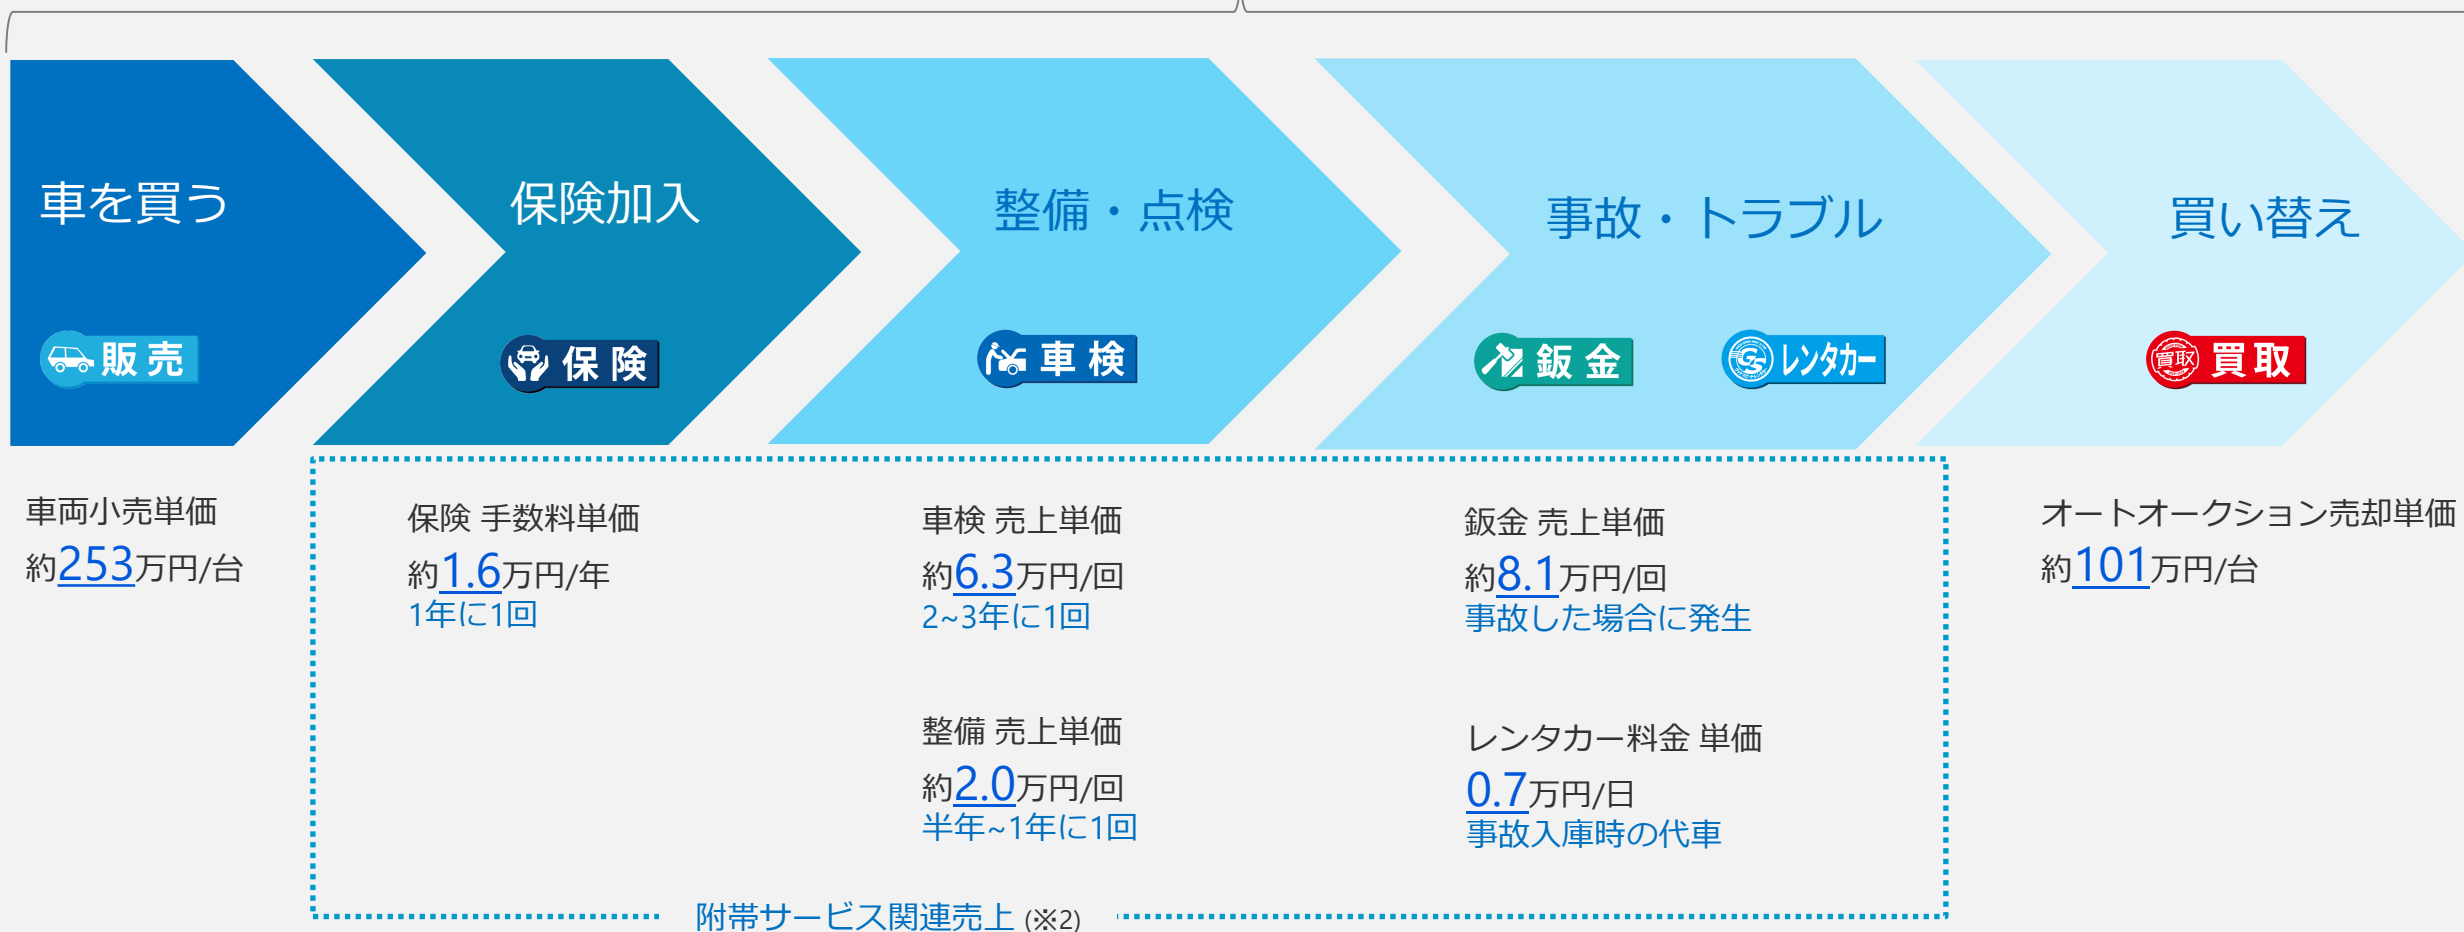 車を買う
販売
保険加入
保険
整備・点検
車検
事故・トラブル
鈑金
レンタカー
買い替え
買取
買取
車両小売単価
約253万円/台
保険 手数料単価
約1.6万円/年
1年に1回
車検 売上単価
約6.3万円/回
2~3年に1回
整備 売上単価
約2.0万円/回
半年~1年に1回
鈑金 売上単価
約8.1万円/回
事故した場合に発生
レンタカー料金 単価
0.7万円/日
事故入庫時の代車
オートオークション売却単価
約101万円/台
附帯サービス関連売上 (※2)